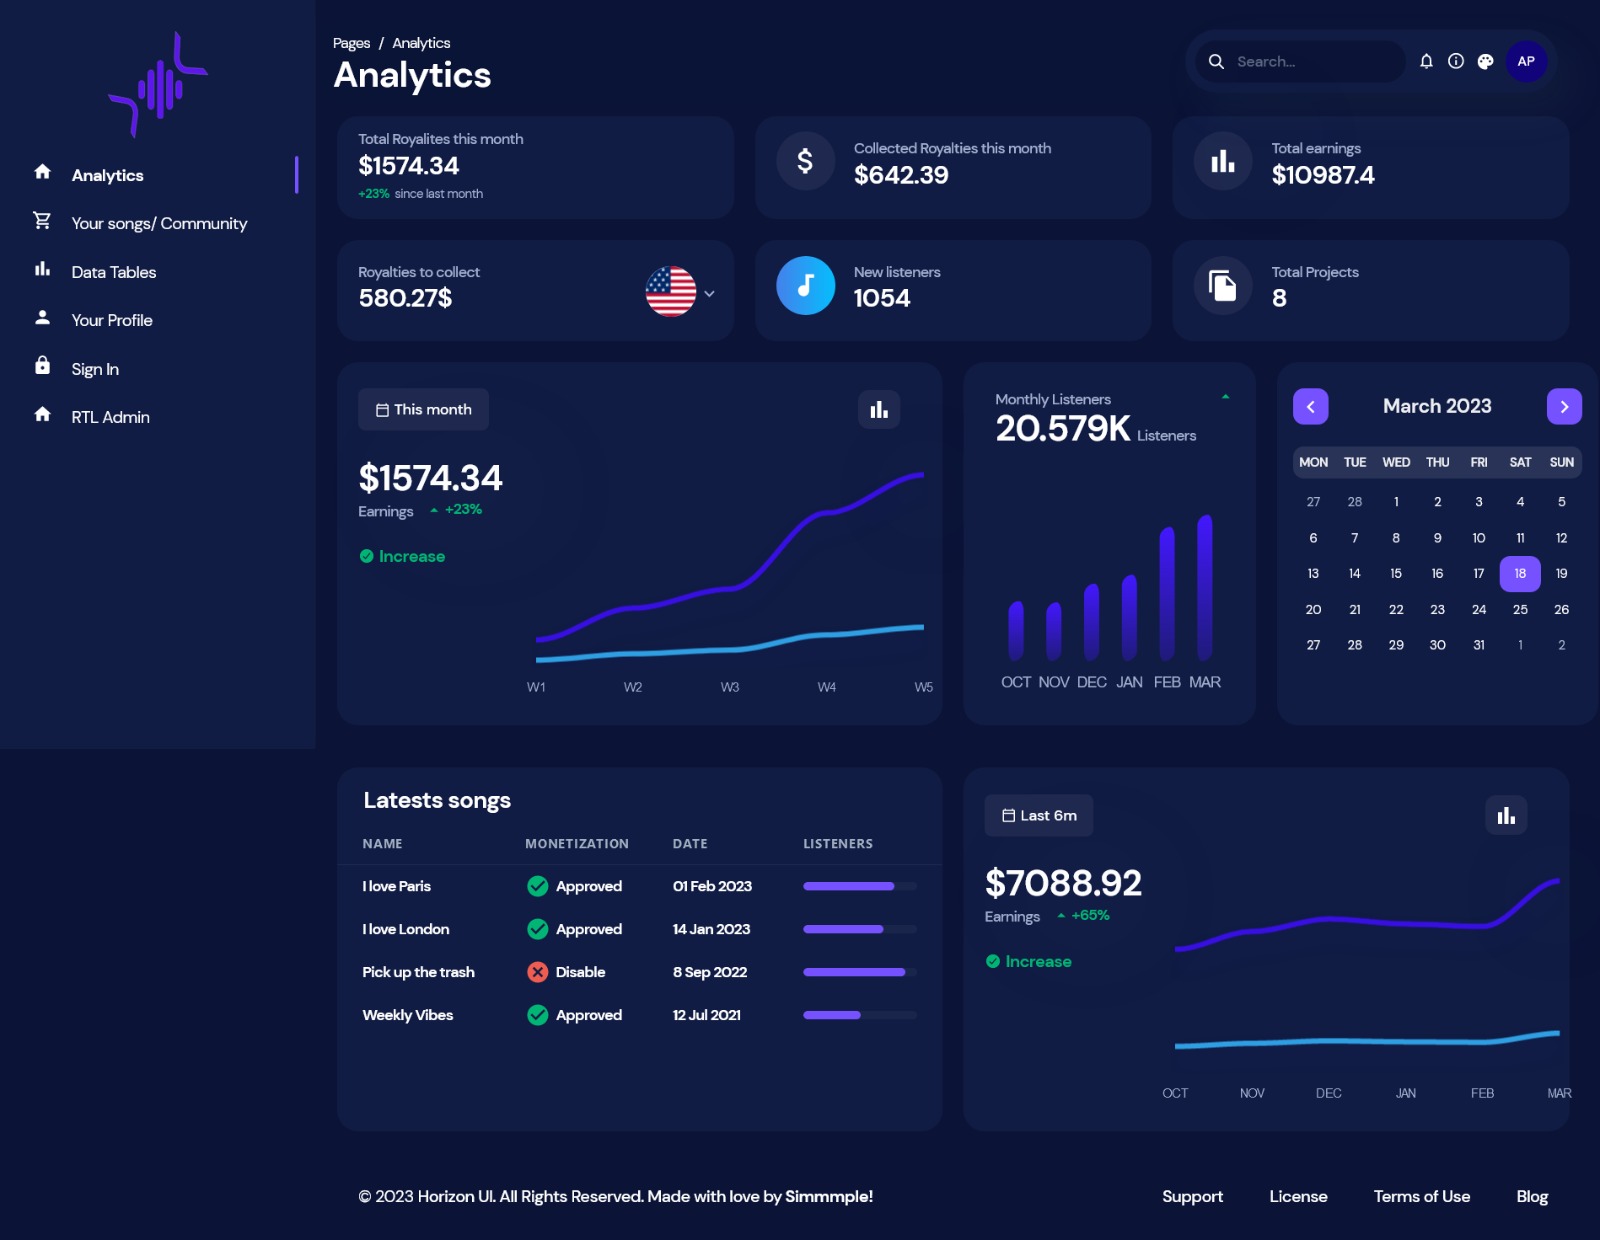 Pages / Analytics
Analytics
Search...
AP
Analytics
Your songs/ Community
Data Tables
Your Profile
Sign In
RTL Admin
Total Royalites this month
$1574.34
+23% since last month
Collected Royalties this month
$642.39
Total earnings
$10987.4
Royalties to collect
580.27$
New listeners
1054
Total Projects
8
This month
$1574.34
Earnings +23%
Increase
W1 W2 W3 W4 W5
Monthly Listeners
20.579K Listeners
OCT NOV DEC JAN FEB MAR
March 2023
MON TUE WED THU FRI SAT SUN
27 28 1 2 3 4 5
6 7 8 9 10 11 12
13 14 15 16 17 18 19
20 21 22 23 24 25 26
27 28 29 30 31 1 2
Latests songs
NAME MONETIZATION DATE LISTENERS
I love Paris Approved 01 Feb 2023
I love London Approved 14 Jan 2023
Pick up the trash Disable 8 Sep 2022
Weekly Vibes Approved 12 Jul 2021
Last 6m
$7088.92
Earnings +65%
Increase
OCT NOV DEC JAN FEB MAR
© 2023 Horizon UI. All Rights Reserved. Made with love by Simmmple!
Support License Terms of Use Blog